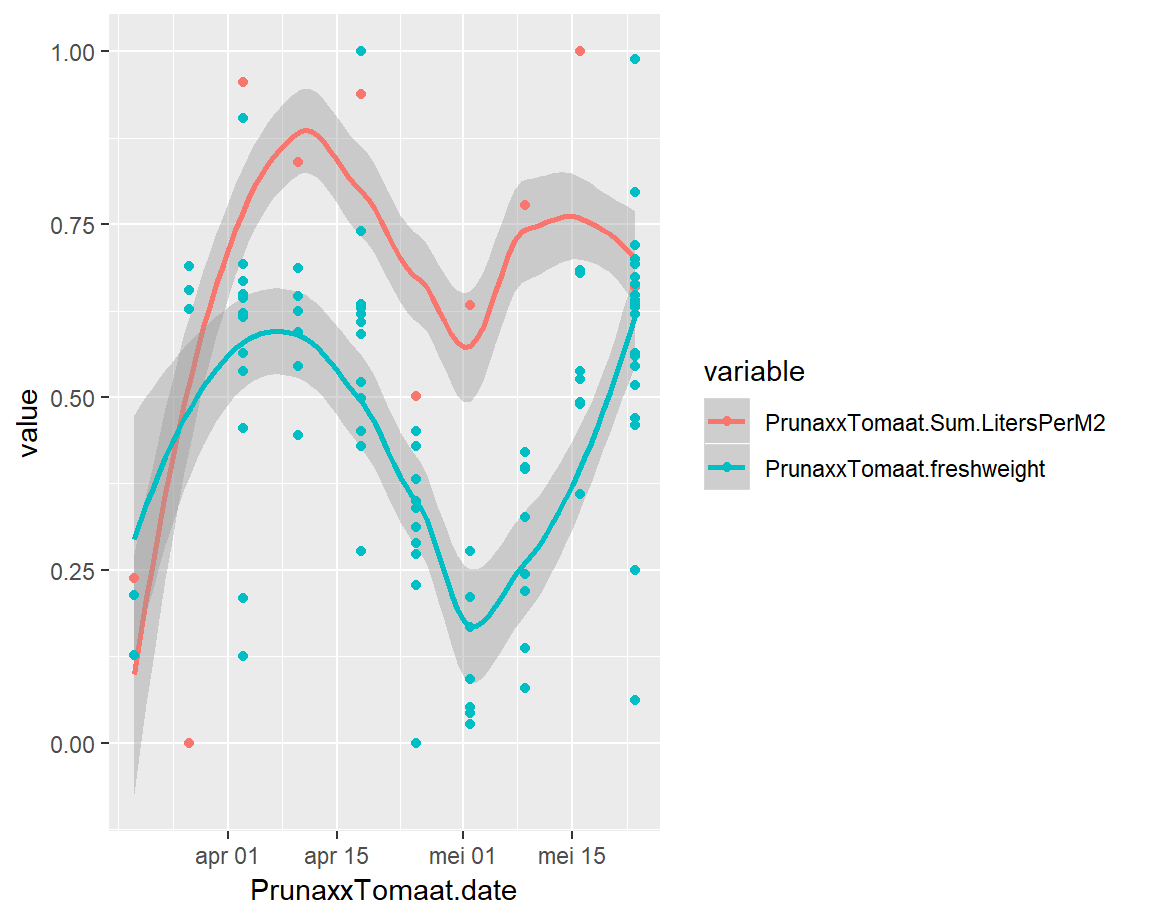 1.00
0.75
0.50
0.25
0.00
value
apr 01 apr 15 mei 01 mei 15
PrunaxxTomaat.date
variable
PrunaxxTomaat.Sum.LitersPerM2
PrunaxxTomaat.freshweight